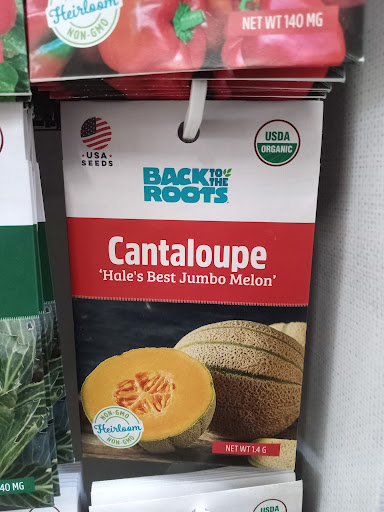 Heirloom
NON-GMO
NET WT 140 MG
USA
SEEDS
BACK TO THE
ROOTS
USDA
ORGANIC
Cantaloupe
'Hale's Best Jumbo Melon'
NON-GMO
Heirloom
NON-GMO
NET WT 1.4 G
40 MG
USDA